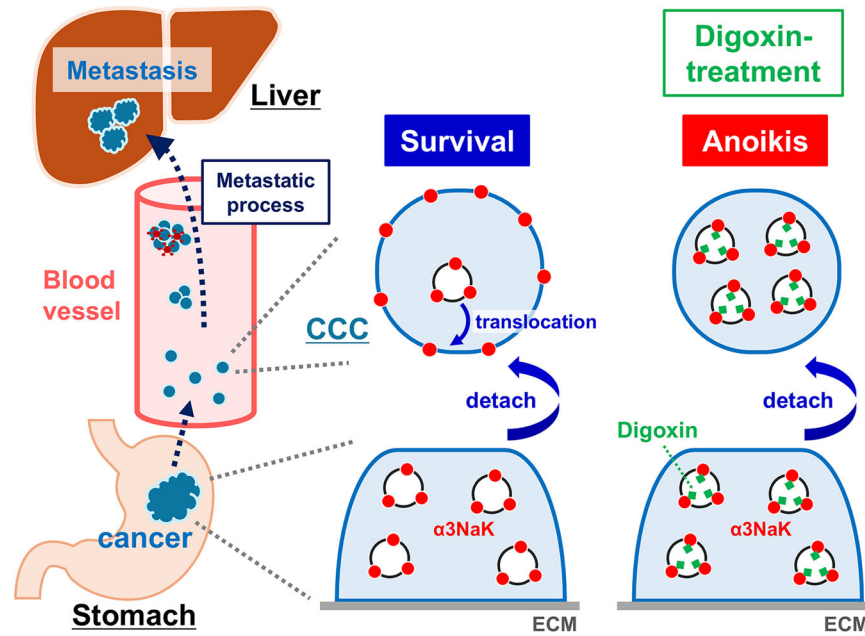 Metastasis
Liver
Metastatic
process
Blood
vessel
CCC
cancer
Stomach
Survival
translocation
detach
α3NaK
ECM
Digoxin-
treatment
Anoikis
detach
Digoxin
α3NaK
ECM